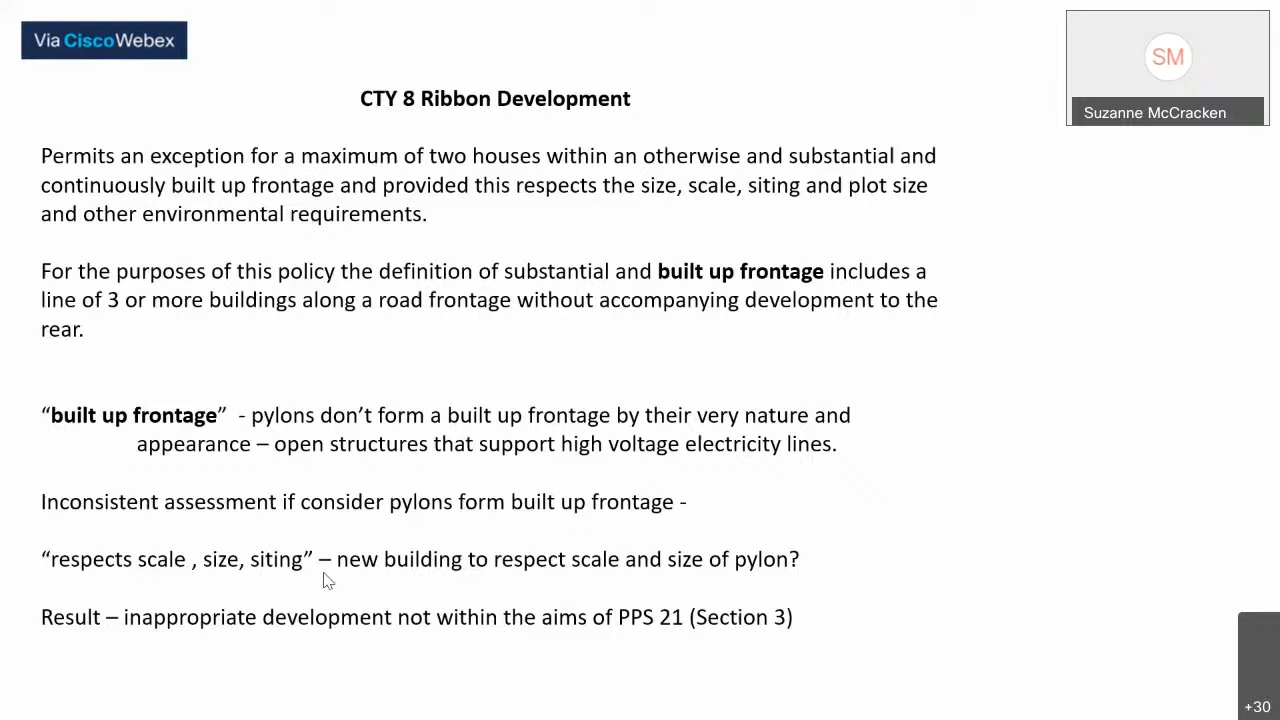 Via CiscoWebex
SM
Suzanne McCracken
CTY 8 Ribbon Development
Permits an exception for a maximum of two houses within an otherwise and substantial and
continuously built up frontage and provided this respects the size, scale, siting and plot size
and other environmental requirements.
For the purposes of this policy the definition of substantial and built up frontage includes a
line of 3 or more buildings along a road frontage without accompanying development to the
rear.
“built up frontage” - pylons don’t form a built up frontage by their very nature and
appearance – open structures that support high voltage electricity lines.
Inconsistent assessment if consider pylons form built up frontage -
“respects scale , size, siting” – new building to respect scale and size of pylon?
Result – inappropriate development not within the aims of PPS 21 (Section 3)
+30